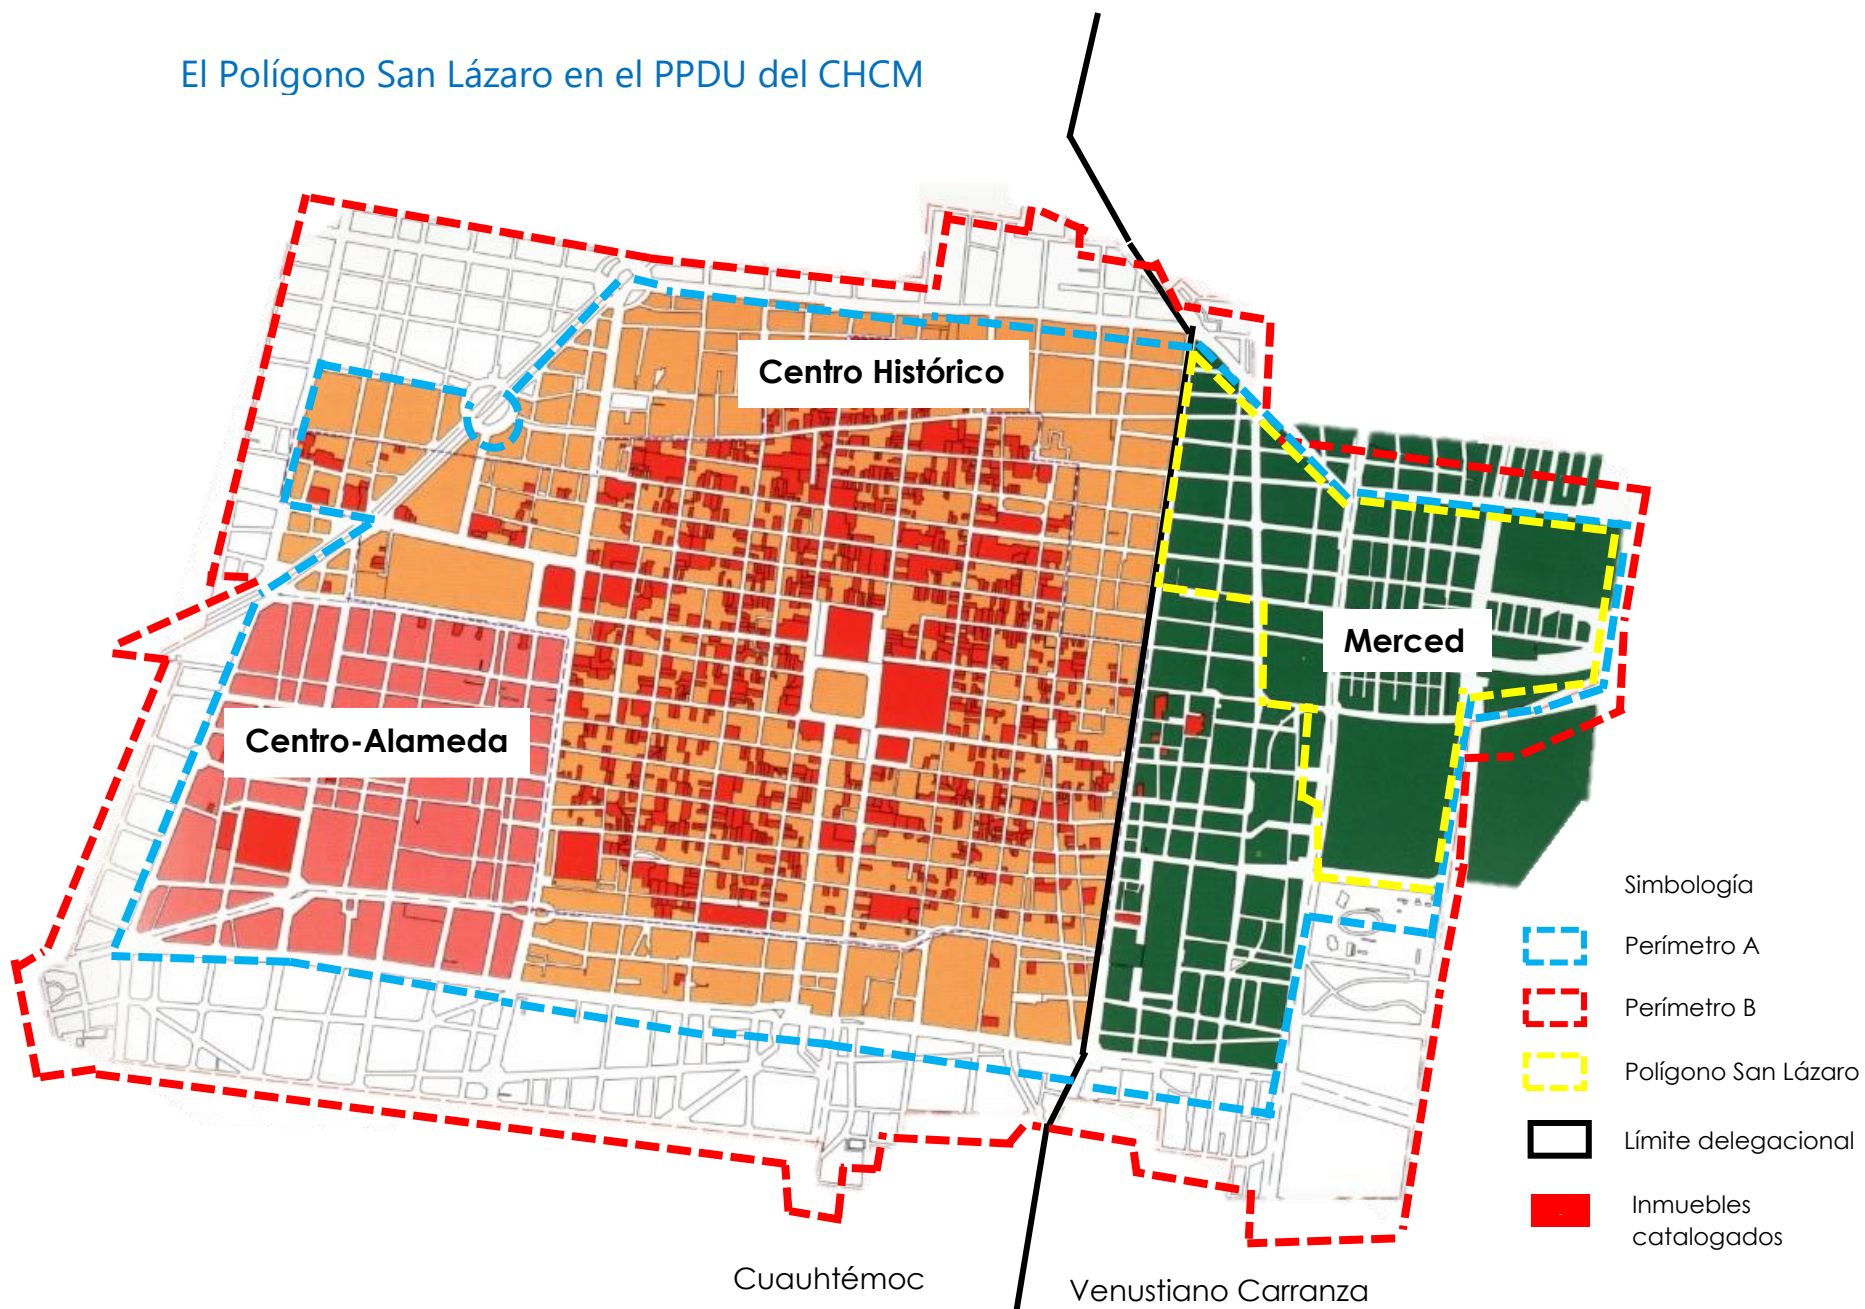 El Polígono San Lázaro en el PPDU del CHCM
Centro Histórico
Merced
Centro-Alameda
Simbología
Perímetro A
Perímetro B
Polígono San Lázaro
Límite delegacional
Inmuebles
catalogados
Cuauhtémoc
Venustiano Carranza